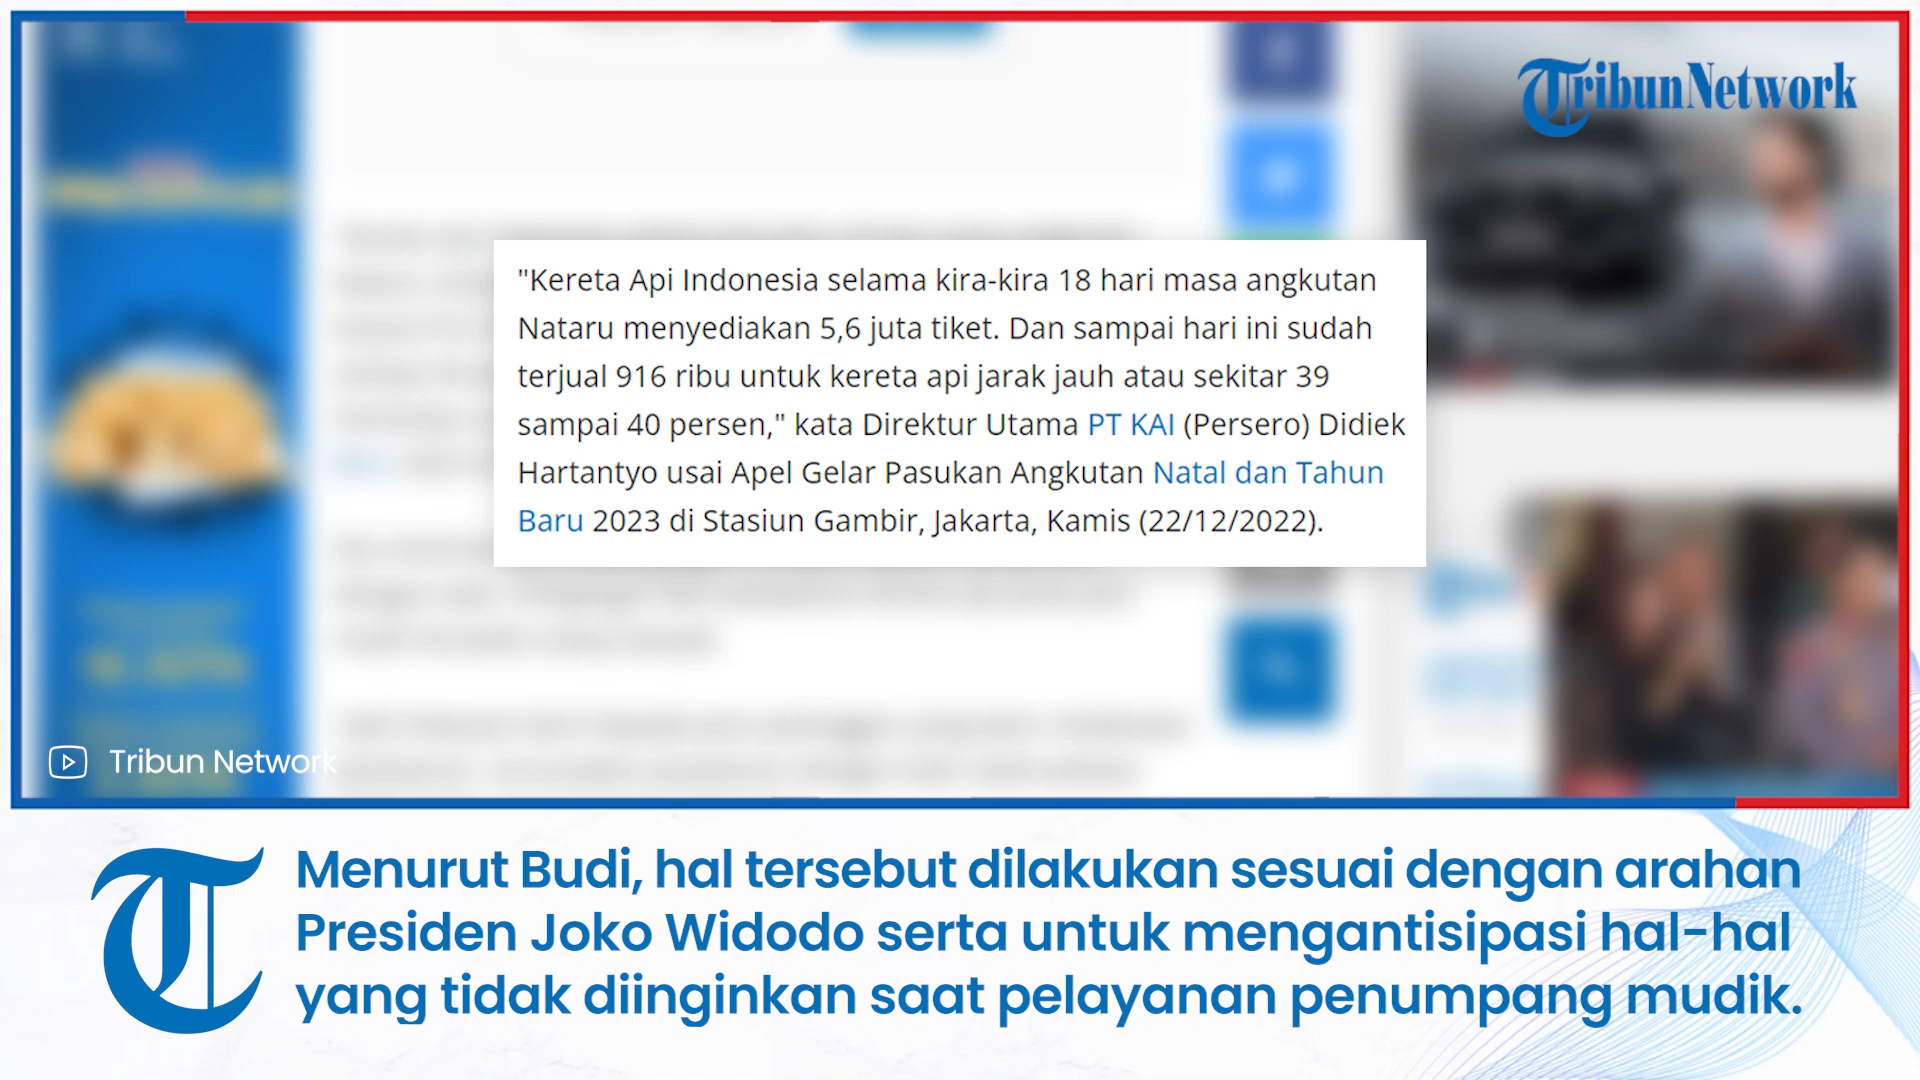 Tribun Network
"Kereta Api Indonesia selama kira-kira 18 hari masa angkutan
Nataru menyediakan 5,6 juta tiket. Dan sampai hari ini sudah
terjual 916 ribu untuk kereta api jarak jauh atau sekitar 39
sampai 40 persen," kata Direktur Utama PT KAI (Persero) Didiek
Hartantyo usai Apel Gelar Pasukan Angkutan Natal dan Tahun
Baru 2023 di Stasiun Gambir, Jakarta, Kamis (22/12/2022).
Tribun Network
T
Menurut Budi, hal tersebut dilakukan sesuai dengan arahan
Presiden Joko Widodo serta untuk mengantisipasi hal-hal
yang tidak diinginkan saat pelayanan penumpang mudik.